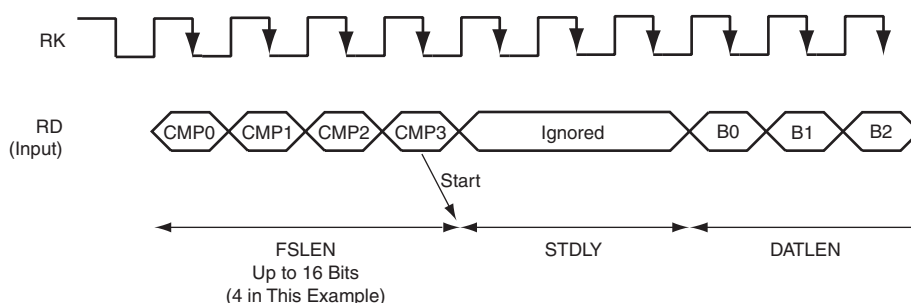 RK
RD
(Input)
CMP0 CMP1 CMP2 CMP3 Ignored B0 B1 B2
Start
FSLEN
Up to 16 Bits
(4 in This Example)
STDLY
DATLEN